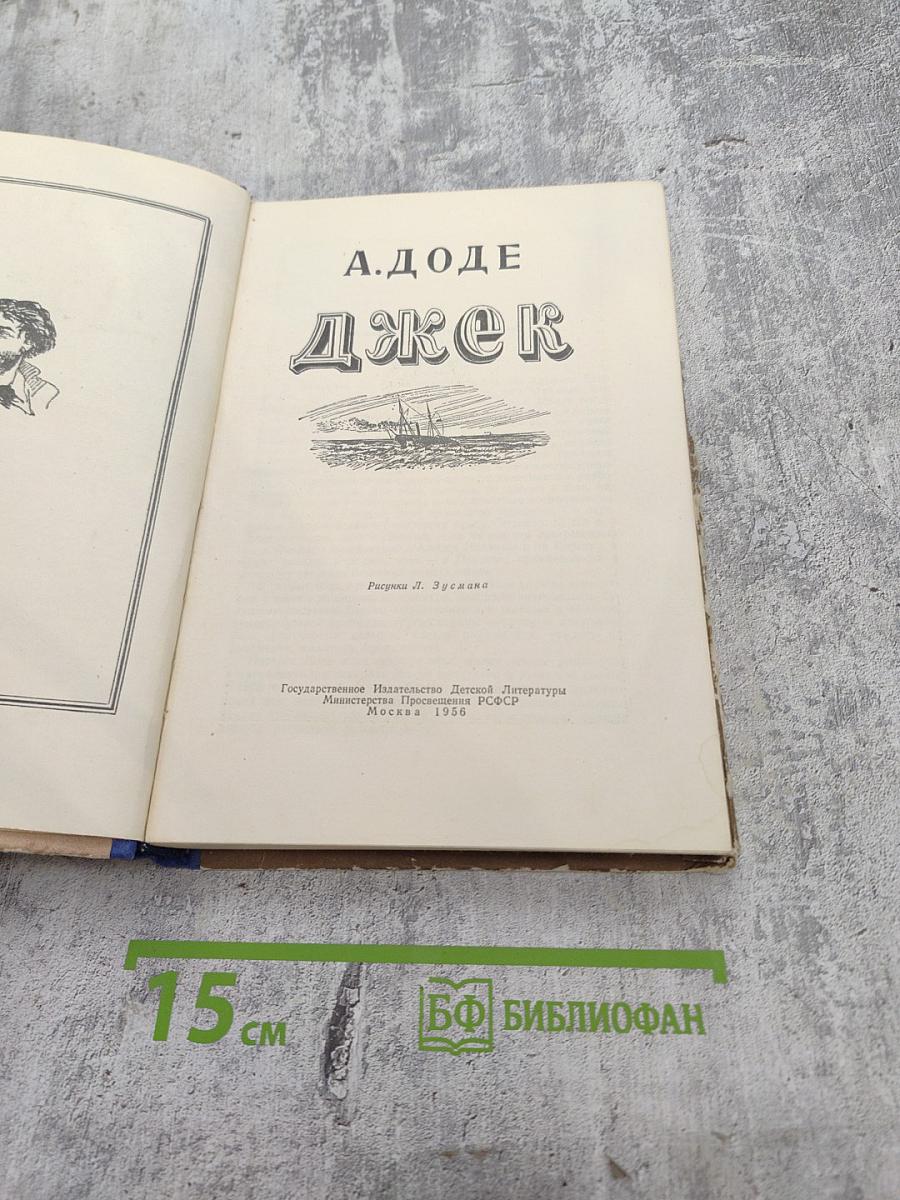 А. ДОДЕ
ДЖЕК
Рисунки Л. Зусмана
Государственное Издательство Детской Литературы
Министерства Просвещения РСФСР
Москва 1956
15 см
БФ БИБЛИОФАН